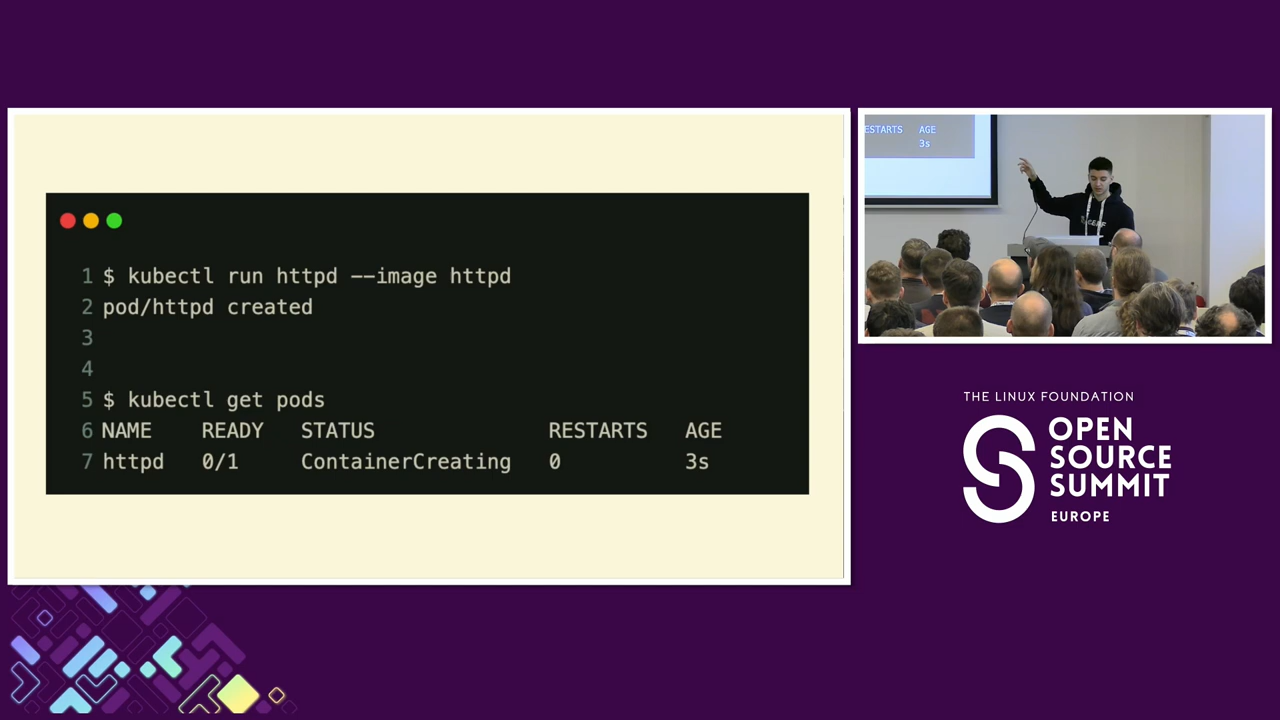 1 $ kubectl run httpd --image httpd
2 pod/httpd created
3
4
5 $ kubectl get pods
6 NAME READY STATUS RESTARTS AGE
7 httpd 0/1 ContainerCreating 0 3s
ESTARTS AGE
3s
THE LINUX FOUNDATION
OPEN
SOURCE
SUMMIT
EUROPE